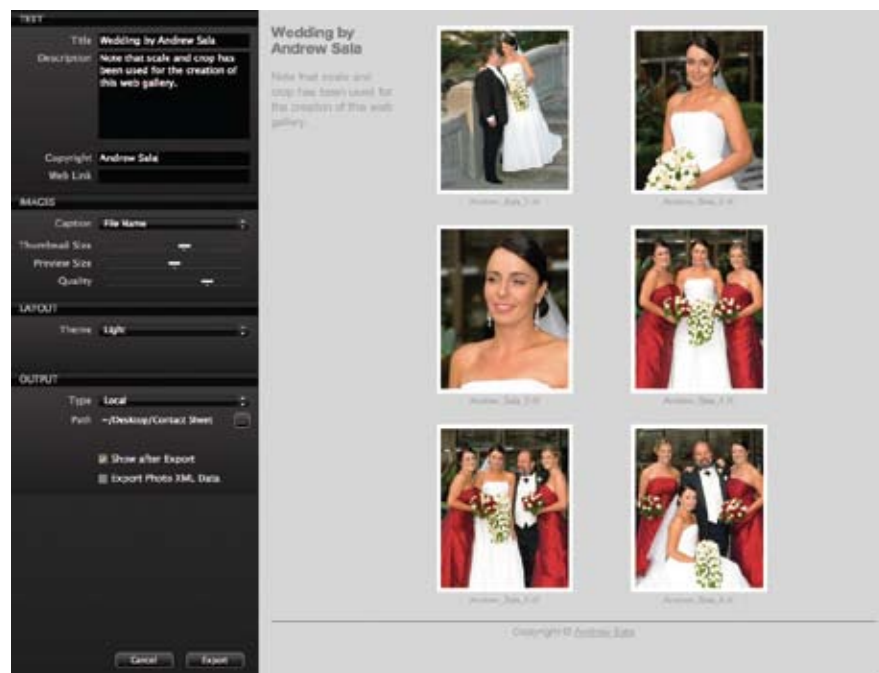 TEXT
Title Wedding by Andrew Sala
Description Note that scale and crop has
been used for the creation of
this web gallery.
Copyright Andrew Sala
Web Link
IMAGES
Caption File Name
Thumbnail Size
Preview Size
Quality
LAYOUT
Theme Light
OUTPUT
Type Local
Path ~/Desktop/Contact Sheet
Show after Export
Export Photo XML Data
Cancel Export
Wedding by
Andrew Sala
Note that scale and
crop has been used for
the creation of this web
gallery.
Copyright © Andrew Sala